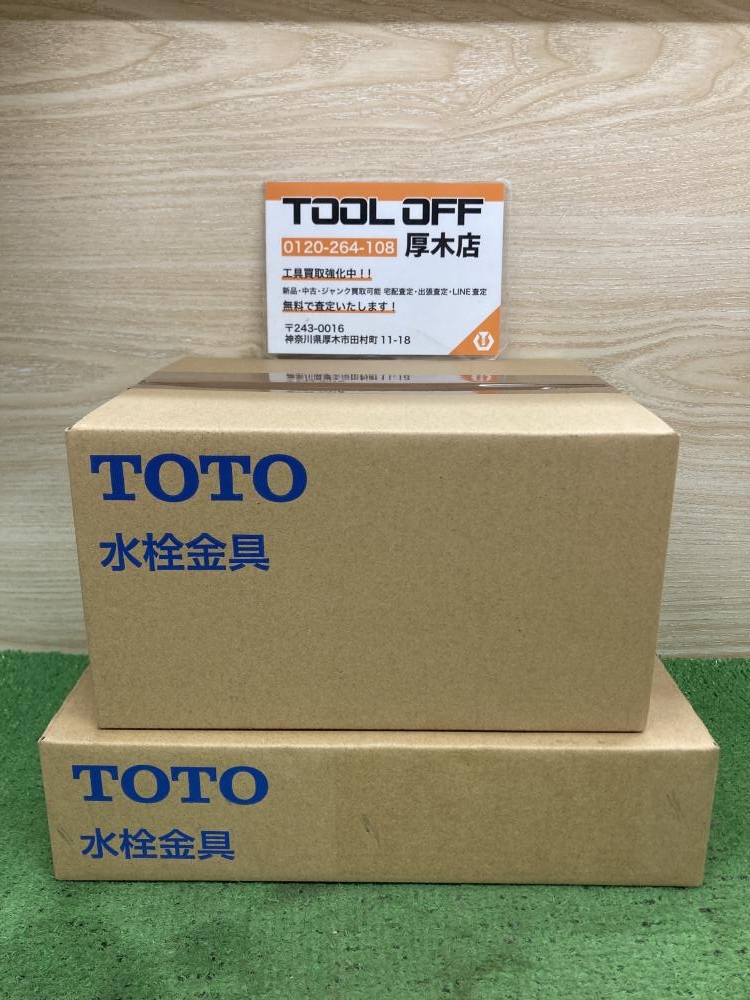 TOOL OFF
0120-264-108 厚木店
工具買取強化中！！
新品・中古・ジャンク買取可能 宅配査定・出張査定・LINE査定
無料で査定いたします！
〒243-0016
神奈川県厚木市田村町 11-18
TOTO
水栓金具
TOTO
水栓金具